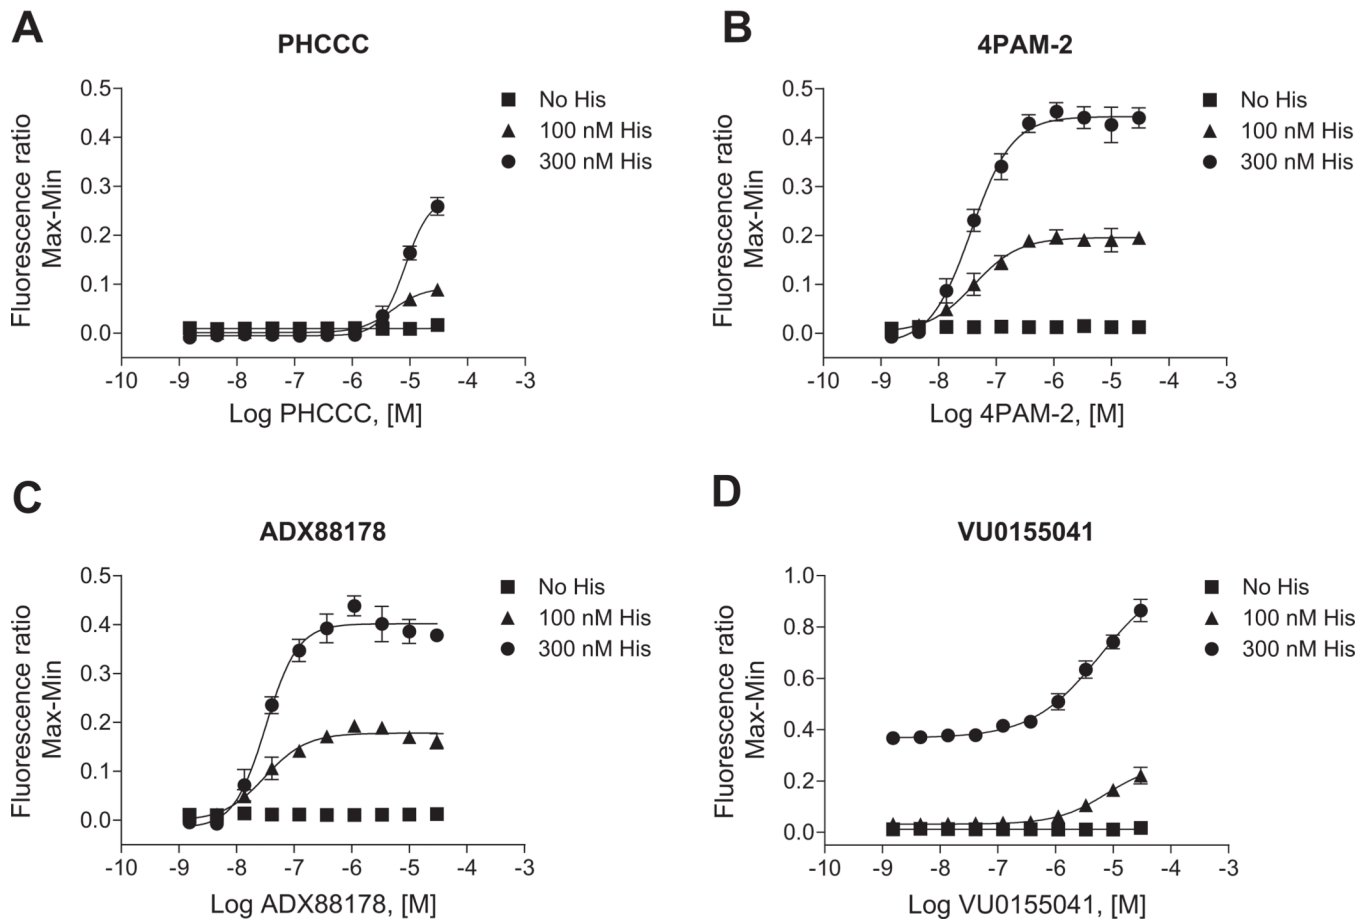 A
PHCCC
Fluorescence ratio
Max-Min
0.5
0.4
0.3
0.2
0.1
0.0
-10
-9
-8
-7
-6
-5
-4
-3
Log PHCCC, [M]
No His
100 nM His
300 nM His
B
4PAM-2
Fluorescence ratio
Max-Min
0.5
0.4
0.3
0.2
0.1
0.0
-10
-9
-8
-7
-6
-5
-4
-3
Log 4PAM-2, [M]
No His
100 nM His
300 nM His
C
ADX88178
Fluorescence ratio
Max-Min
0.5
0.4
0.3
0.2
0.1
0.0
-10
-9
-8
-7
-6
-5
-4
-3
Log ADX88178, [M]
No His
100 nM His
300 nM His
D
VU0155041
Fluorescence ratio
Max-Min
1.0
0.8
0.6
0.4
0.2
0.0
-10
-9
-8
-7
-6
-5
-4
-3
Log VU0155041, [M]
No His
100 nM His
300 nM His